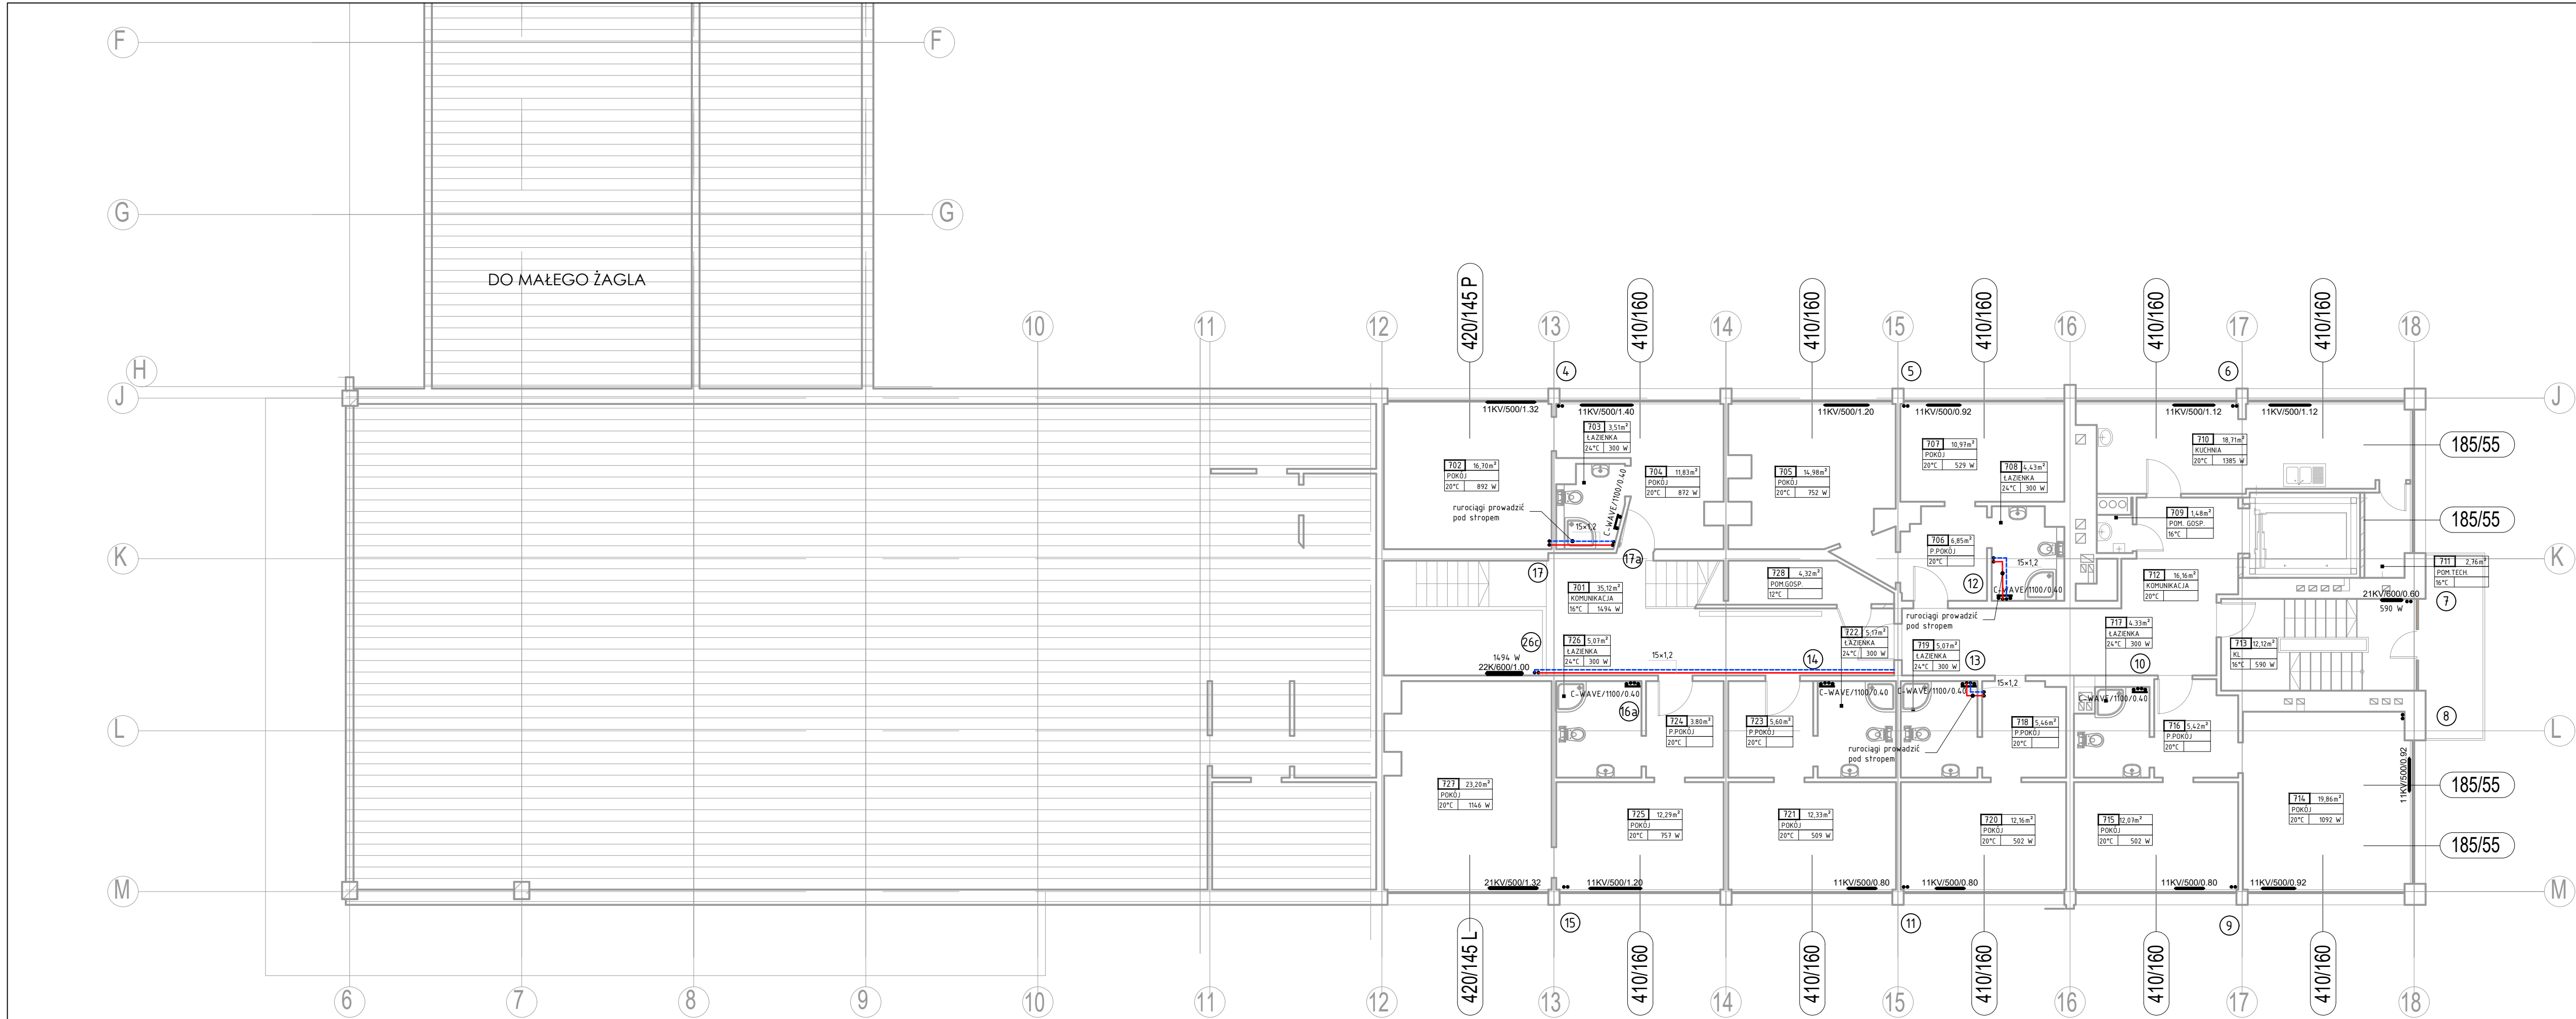 F
F
G
G
DO MAŁEGO ŻAGLA
420/145 P
410/160
410/160
410/160
410/160
410/160
10
11
12
13
14
15
16
17
18
H
J
J
4
5
6
11KV/500/1.32
11KV/500/1.40
11KV/500/1.20
11KV/500/0.92
11KV/500/1.12
11KV/500/1.12
703 3,51m²
ŁAZIENKA
24°C 300 W
702 16,70m²
POKÓJ
20°C 892 W
704 11,83m²
POKÓJ
20°C 872 W
705 14,98m²
POKÓJ
20°C 752 W
707 10,97m²
POKÓJ
20°C 529 W
708 4,43m²
ŁAZIENKA
24°C 300 W
710 18,71m²
KUCHNIA
20°C 1385 W
185/55
185/55
rurociągi prowadzić
pod stropem
15×1,2
C-WAVE/1100/0.40
709 1,48m²
POM. GOSP.
16°C
706 6,85m²
P.POKÓJ
20°C
K
K
17
17a
12
15×1,2
C-WAVE/1100/0.40
711 2,76m²
POM.TECH.
16°C
701 35,12m²
KOMUNIKACJA
16°C 1494 W
728 4,32m²
POM.GOSP.
12°C
712 16,16m²
KOMUNIKACJA
20°C
21KV/600/0.60
590 W
7
rurociągi prowadzić
pod stropem
26c
726 5,07m²
ŁAZIENKA
24°C 300 W
722 5,17m²
ŁAZIENKA
24°C 300 W
719 5,07m²
ŁAZIENKA
24°C 300 W
717 4.33m²
ŁAZIENKA
24°C 300 W
713 12,12m²
KL
16°C 590 W
1494 W
22K/600/1.00
15×1,2
14
13
10
15×1,2
C-WAVE/1100/0.40
C-WAVE/1100/0.40
C-WAVE/1100/0.40
C-WAVE/1100/0.40
16a
724 3.80m²
P.POKÓJ
20°C
723 5,60m²
P.POKÓJ
20°C
718 5,46m²
P.POKÓJ
20°C
716 5,42m²
P.POKÓJ
20°C
8
L
L
rurociągi prowadzić
pod stropem
727 23,20m²
POKÓJ
20°C 1146 W
725 12,29m²
POKÓJ
20°C 757 W
721 12,33m²
POKÓJ
20°C 509 W
720 12,16m²
POKÓJ
20°C 502 W
715 12,07m²
POKÓJ
20°C 502 W
714 19,86m²
POKÓJ
20°C 1092 W
11KV/500/0.92
185/55
185/55
21KV/500/1.32
11KV/500/1.20
11KV/500/0.80
11KV/500/0.80
11KV/500/0.80
11KV/500/0.92
M
M
15
11
9
420/145 L
410/160
410/160
410/160
410/160
410/160
6
7
8
9
10
11
12
13
14
15
16
17
18